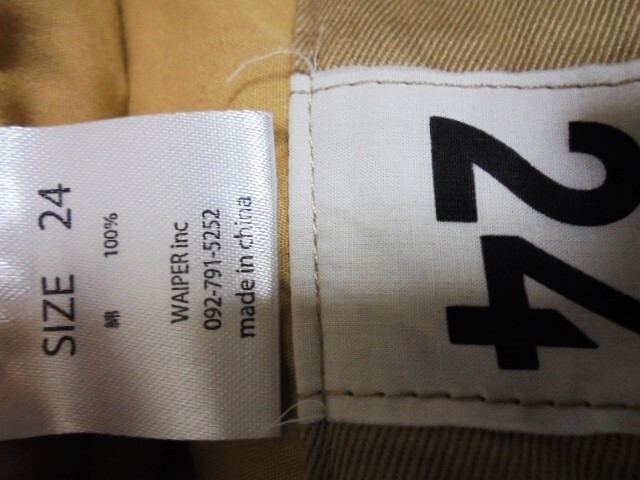 SIZE 24
綿 100%
WAIPER inc
092-791-5252
made in china
24